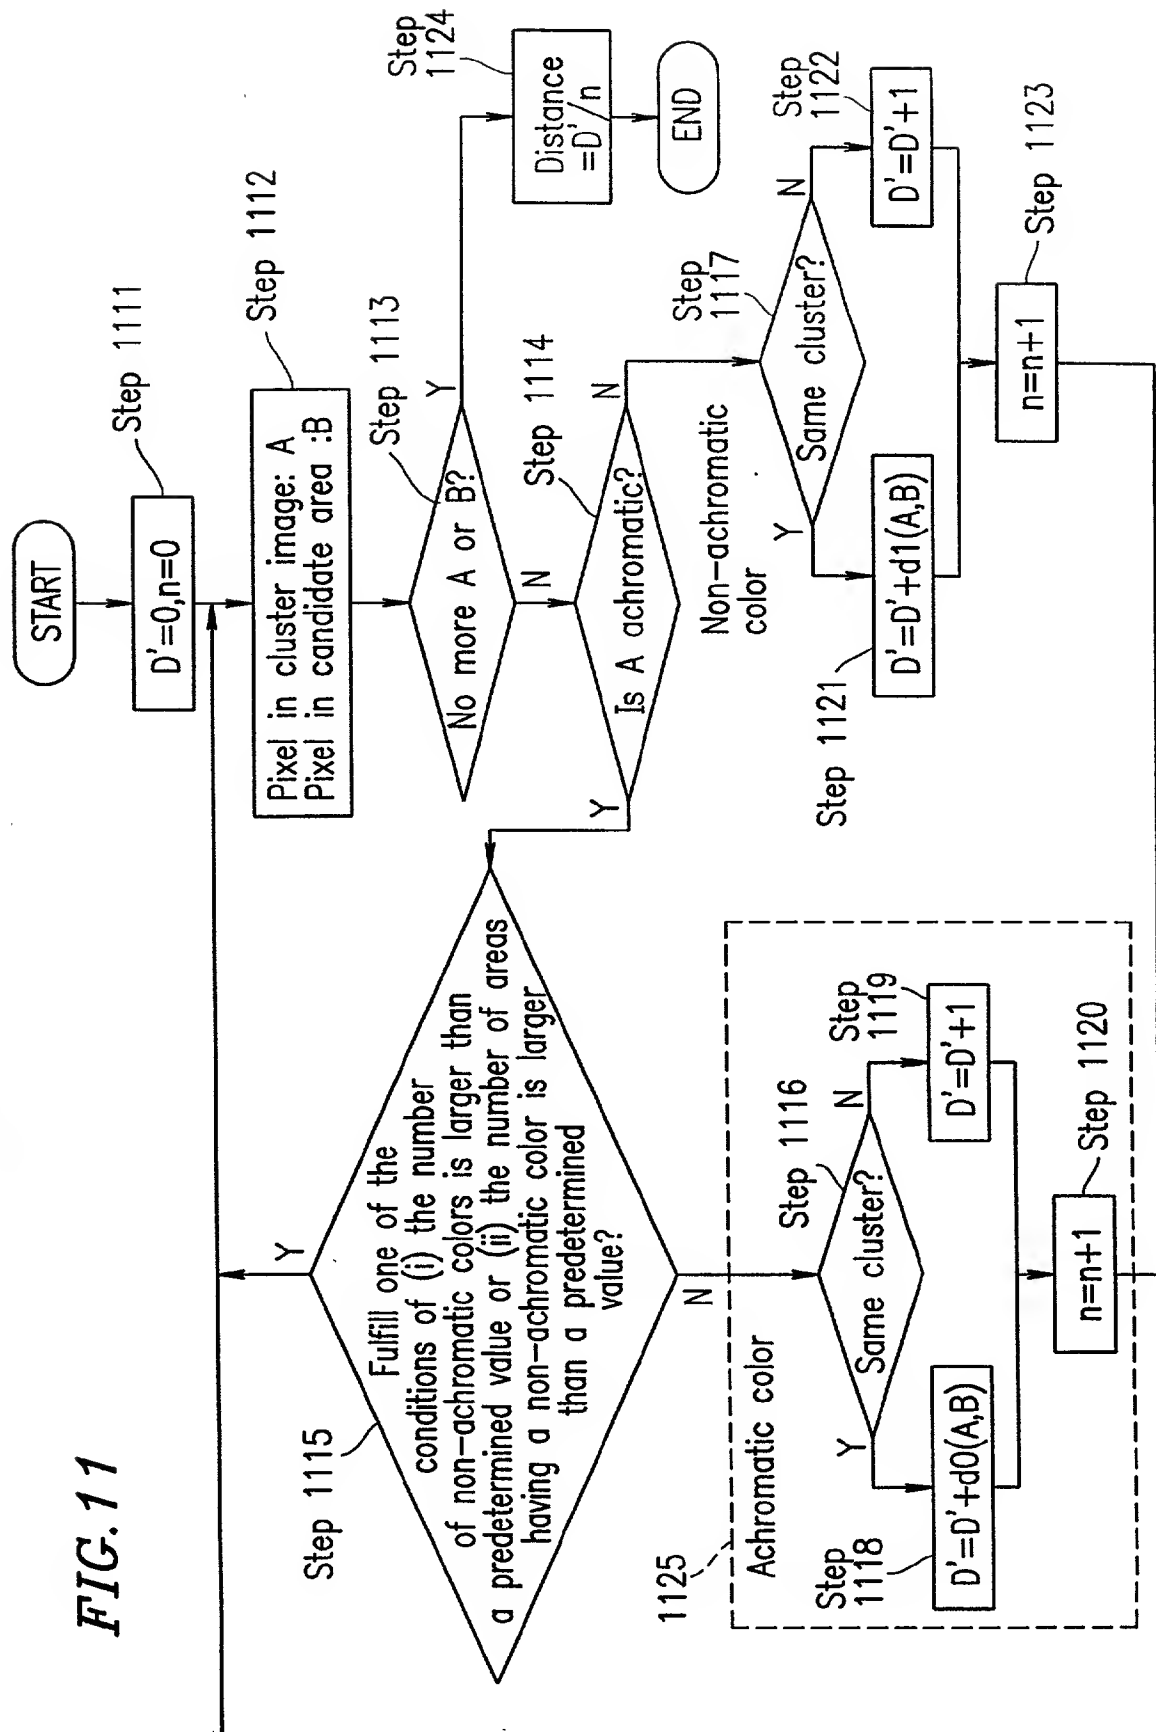 FIG.11
START
D'=0,n=0
Step 1111
Pixel in cluster image: A
Pixel in candidate area :B
Step 1112
No more A or B?
Step 1113
Y
N
Distance
=D'/n
Step
1124
END
Is A achromatic?
Step 1114
Y
N
Fulfill one of the
conditions of (i) the number
of non-achromatic colors is larger than
a predetermined value or (ii) the number of areas
having a non-achromatic color is larger
than a predetermined
value?
Step 1115
Y
N
Non-achromatic
color
Same cluster?
Step
1117
Y
N
D'=D'+d1(A,B)
Step 1121
D'=D'+1
Step
1122
n=n+1
Step 1123
1125
Achromatic color
Same cluster?
Step 1116
Y
N
D'=D'+d0(A,B)
Step
1118
D'=D'+1
Step
1119
n=n+1
Step 1120